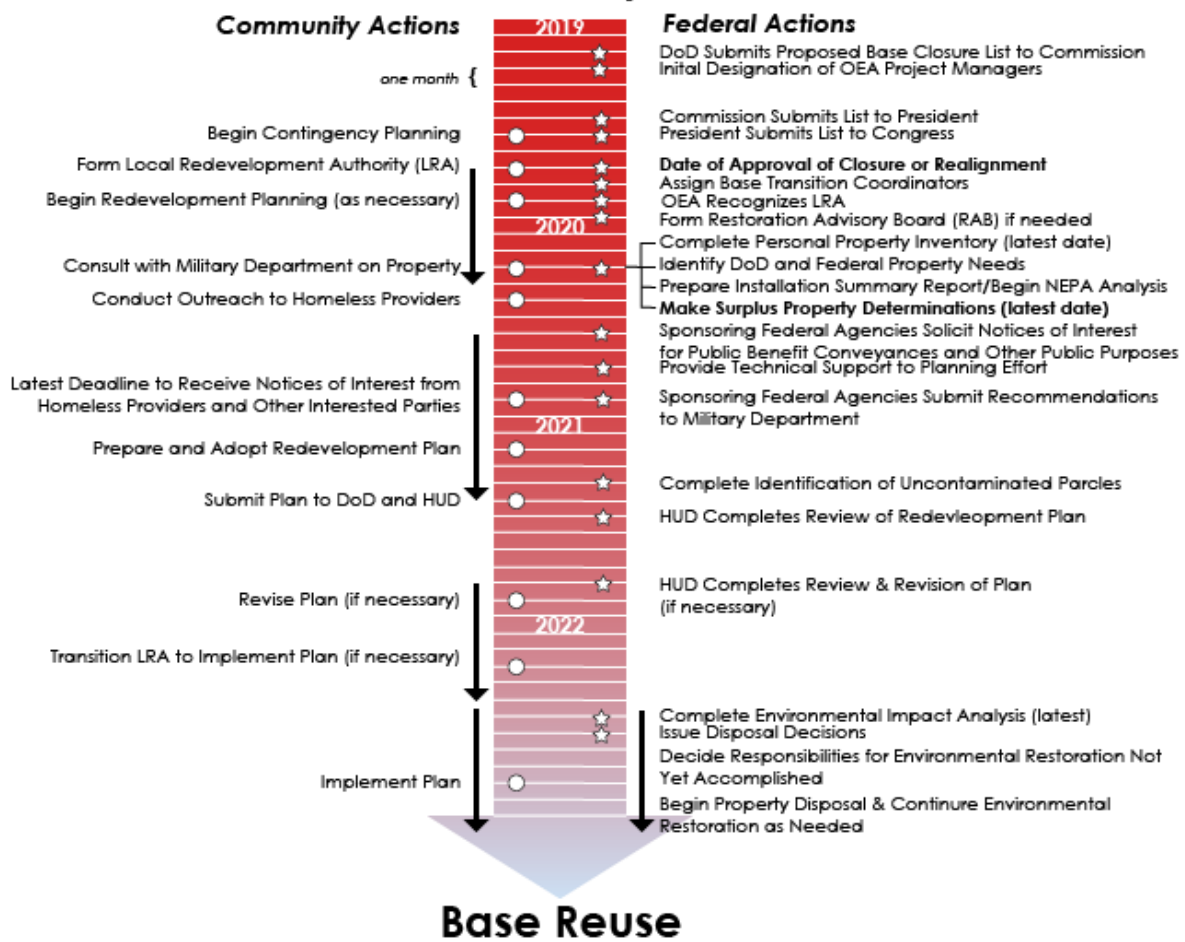 Community Actions
2019
Federal Actions
DoD Submits Proposed Base Closure List to Commission
Inital Designation of OEA Project Managers
one month {
Commission Submits List to President
Begin Contingency Planning
President Submits List to Congress
Form Local Redevelopment Authority (LRA)
Date of Approval of Closure or Realignment
Assign Base Transition Coordinators
Begin Redevelopment Planning (as necessary)
OEA Recognizes LRA
Form Restoration Advisory Board (RAB) if needed
2020
Complete Personal Property Inventory (latest date)
Consult with Military Department on Property
Identify DoD and Federal Property Needs
Prepare Installation Summary Report/Begin NEPA Analysis
Conduct Outreach to Homeless Providers
Make Surplus Property Determinations (latest date)
Sponsoring Federal Agencies Solicit Notices of Interest
for Public Benefit Conveyances and Other Public Purposes
Provide Technical Support to Planning Effort
Latest Deadline to Receive Notices of Interest from
Homeless Providers and Other Interested Parties
Sponsoring Federal Agencies Submit Recommendations
to Military Department
2021
Prepare and Adopt Redevelopment Plan
Complete Identification of Uncontaminated Parcles
Submit Plan to DoD and HUD
HUD Completes Review of Redevleopment Plan
HUD Completes Review & Revision of Plan
(if necessary)
Revise Plan (if necessary)
2022
Transition LRA to Implement Plan (if necessary)
Complete Environmental Impact Analysis (latest)
Issue Disposal Decisions
Decide Responsibilities for Environmental Restoration Not
Yet Accomplished
Implement Plan
Begin Property Disposal & Continure Environmental
Restoration as Needed
Base Reuse